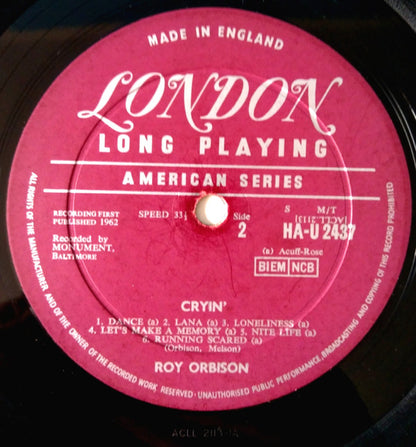 MADE IN ENGLAND
LONDON
LONG PLAYING
AMERICAN SERIES
RECORDING FIRST
PUBLISHED 1962
SPEED 33⅓
Side
2
S M/T
(ACLL.2113)
HA-U 2437
Recorded by
MONUMENT,
BALTIMORE
(a) Acuff-Rose
BIEM NCB
CRYIN'
1. DANCE (a) 2. LANA (a) 3. LONELINESS (a)
4. LET'S MAKE A MEMORY (a) 5. NITE LIFE (a)
6. RUNNING SCARED (a)
(Orbison, Melson)
ROY ORBISON
ALL RIGHTS OF THE MANUFACTURER AND OF THE OWNER OF THE RECORDED WORK RESERVED · UNAUTHORISED PUBLIC PERFORMANCE, BROADCASTING AND COPYING OF THIS RECORD PROHIBITED